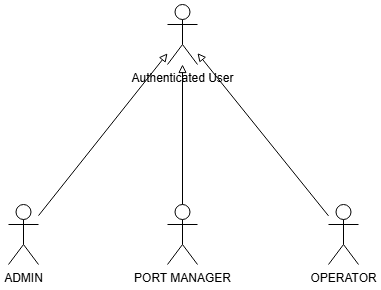 Authenticated User
ADMIN
PORT MANAGER
OPERATOR